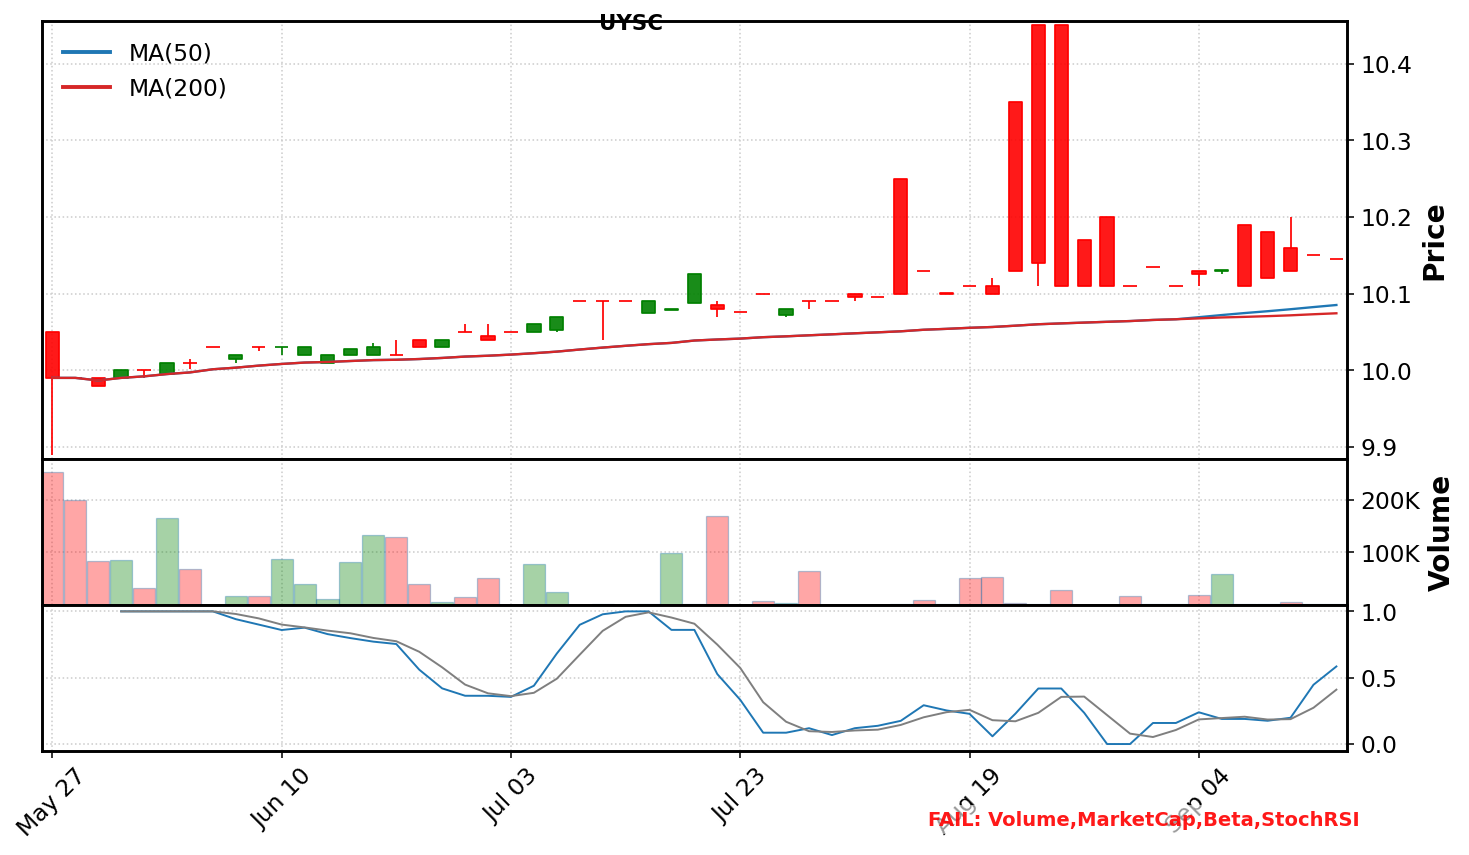 UYSC
MA(50)
MA(200)
10.4
10.3
10.2
10.1
10.0
9.9
Price
200K
100K
Volume
1.0
0.5
0.0
May 27
Jun 10
Jul 03
Jul 23
Aug 19
Sep 04
FAIL: Volume,MarketCap,Beta,StochRSI